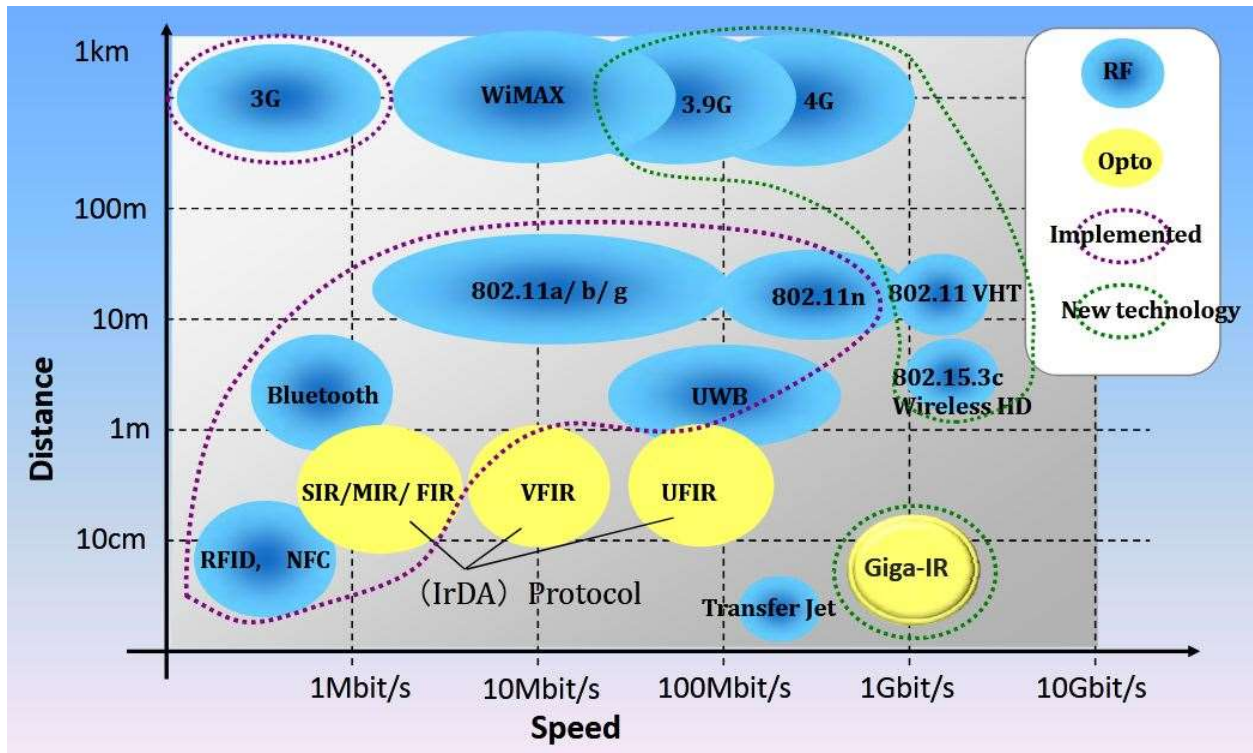 1km
3G
WiMAX
3.9G
4G
RF
Opto
Implemented
New technology
100m
802.11a/ b/ g
802.11n
802.11 VHT
10m
Bluetooth
UWB
802.15.3c
Wireless HD
1m
Distance
SIR/MIR/ FIR
VFIR
UFIR
10cm
RFID, NFC
(IrDA) Protocol
Transfer Jet
Giga-IR
1Mbit/s
10Mbit/s
100Mbit/s
1Gbit/s
10Gbit/s
Speed